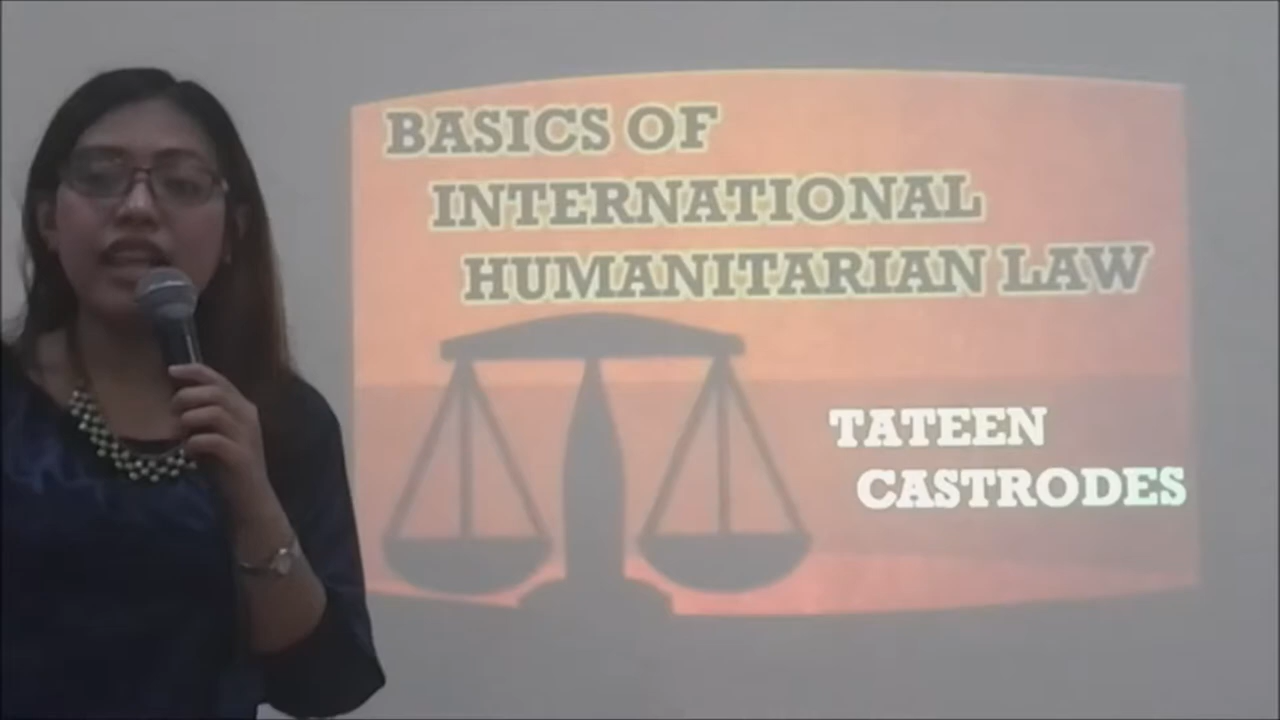 BASICS OF
INTERNATIONAL
HUMANITARIAN LAW
TATEEN
CASTRODES